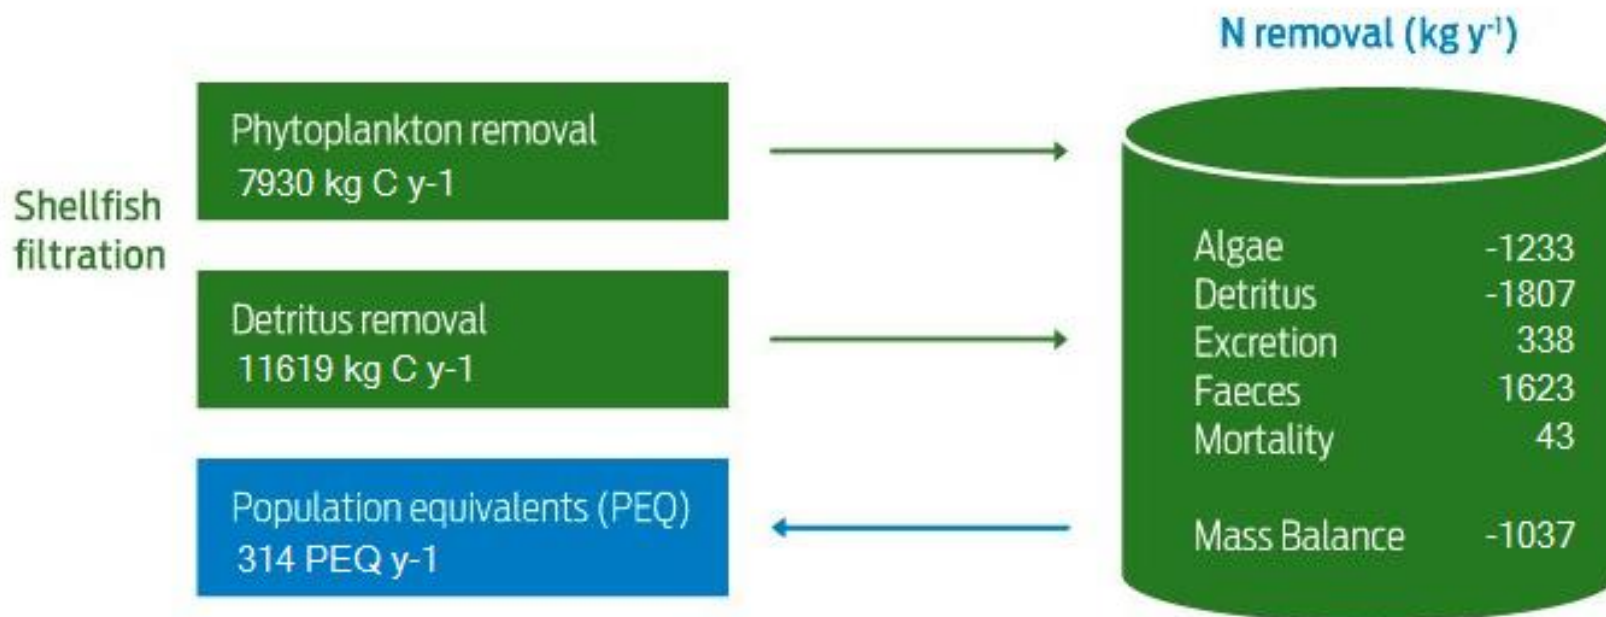 N removal (kg y⁻¹)
Shellfish
filtration
Phytoplankton removal
7930 kg C y-1
Detritus removal
11619 kg C y-1
Population equivalents (PEQ)
314 PEQ y-1
Algae -1233
Detritus -1807
Excretion 338
Faeces 1623
Mortality 43
Mass Balance -1037